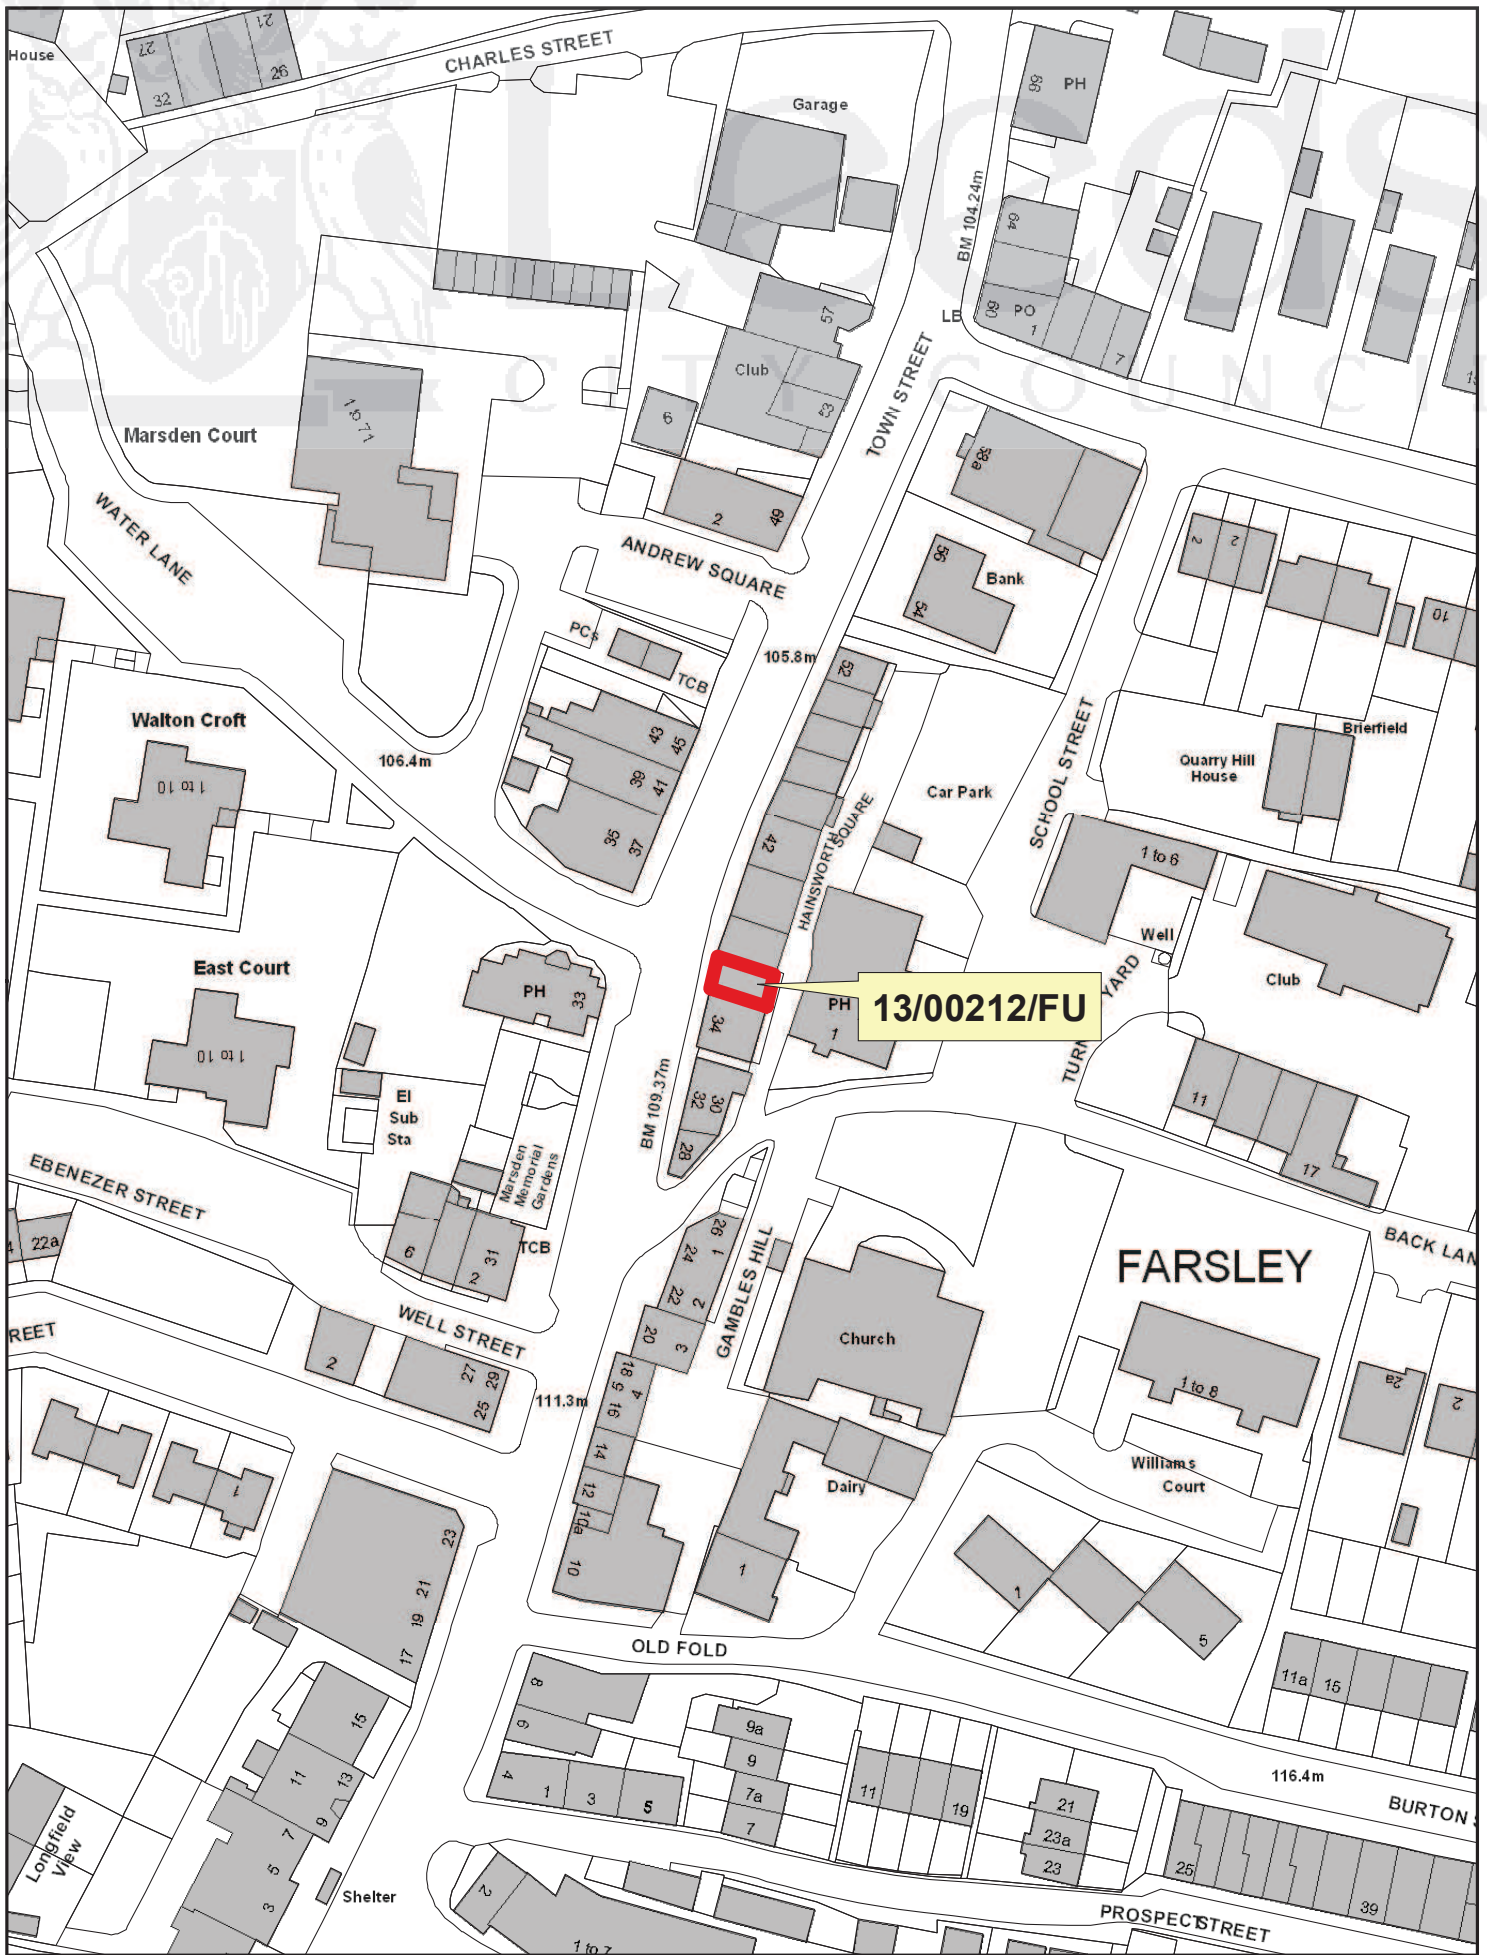 Leeds
CITY COUNCIL
House
27
21
32
26
CHARLES STREET
Garage
66
PH
BM 104.24m
64
60
PO
1
7
LB
57
Club
53
6
TOWN STREET
1 to 71
Marsden Court
WATER LANE
2
49
ANDREW SQUARE
58a
56
54
Bank
2
2
10
PCs
TCB
105.8m
52
Walton Croft
1 to 10
106.4m
43
45
39
41
35
37
42
HAINSWORTH
SQUARE
Car Park
SCHOOL STREET
Quarry Hill
House
Brierfield
1 to 6
Well
Club
East Court
1 to 10
PH
33
34
PH
1
13/00212/FU
YARD
TURN
11
17
El
Sub
Sta
BM 109.37m
30
32
28
Marsden
Memorial
Gardens
EBENEZER STREET
22a
6
2
31
TCB
26
1
24
22
2
20
3
GAMBLES HILL
FARSLEY
BACK LAN
WELL STREET
REET
2
27
29
25
111.3m
18
5
4
16
14
12
10a
10
Church
Dairy
1
1 to 8
2a
2
Williams
Court
1
23
21
19
17
1
5
OLD FOLD
11a
15
8
6
4
1
3
5
9a
9
7a
7
11
19
21
23a
23
116.4m
BURTON S
25
39
15
11
13
9
7
5
3
Longfield
View
Shelter
2
1 to 7
PROSPECT STREET